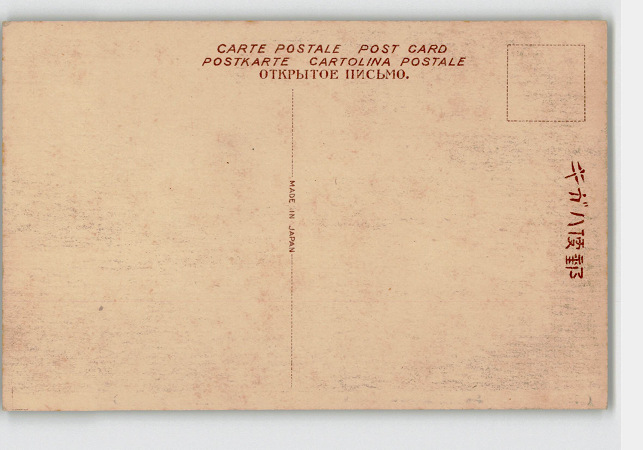 CARTE POSTALE POST CARD
POSTKARTE CARTOLINA POSTALE
ОТКРЫТОЕ ПИСЬМО.
MADE IN JAPAN
キガハ便郵